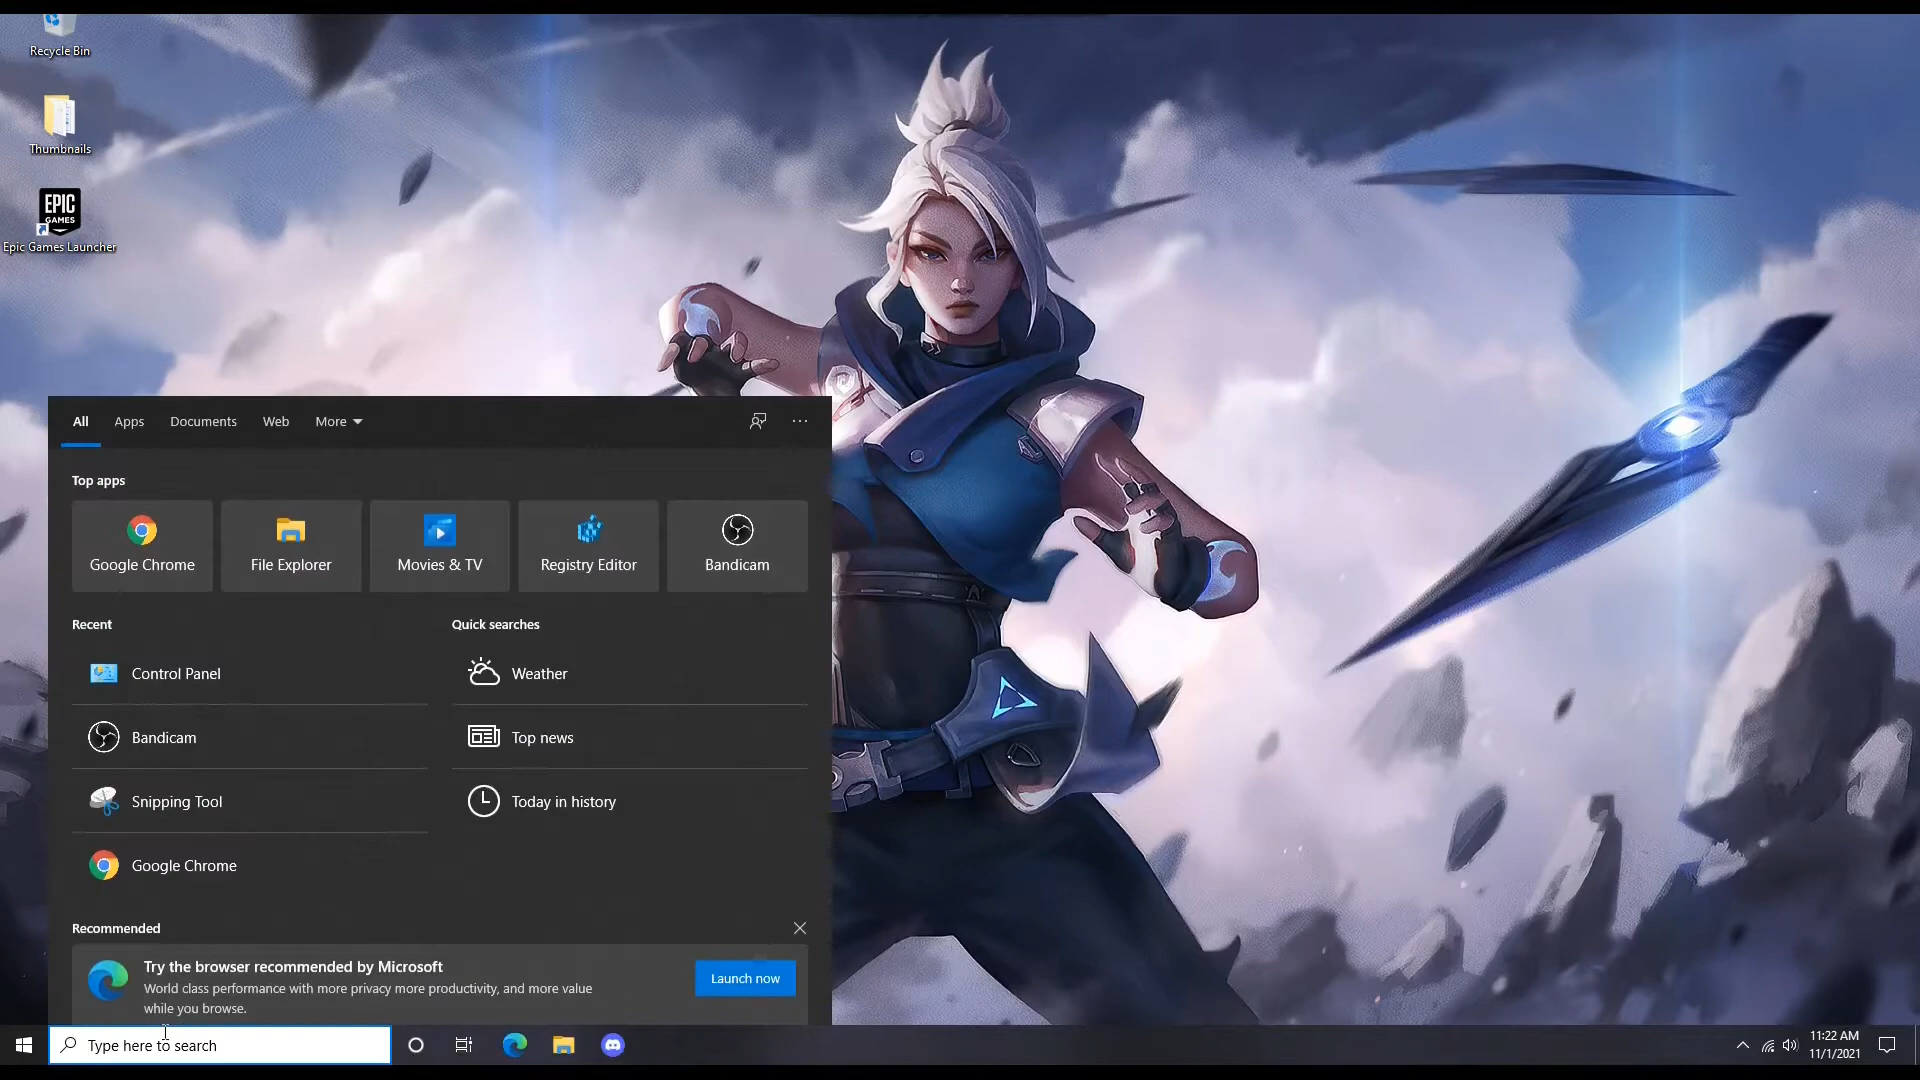 Recycle Bin
Thumbnails
EPIC
GAMES
Epic Games Launcher
All Apps Documents Web More
Top apps
Google Chrome File Explorer Movies & TV Registry Editor Bandicam
Recent Quick searches
Control Panel Weather
Bandicam Top news
Snipping Tool Today in history
Google Chrome
Recommended
Try the browser recommended by Microsoft
World class performance with more privacy more productivity, and more value
while you browse.
Launch now
Type here to search
11:22 AM
11/1/2021